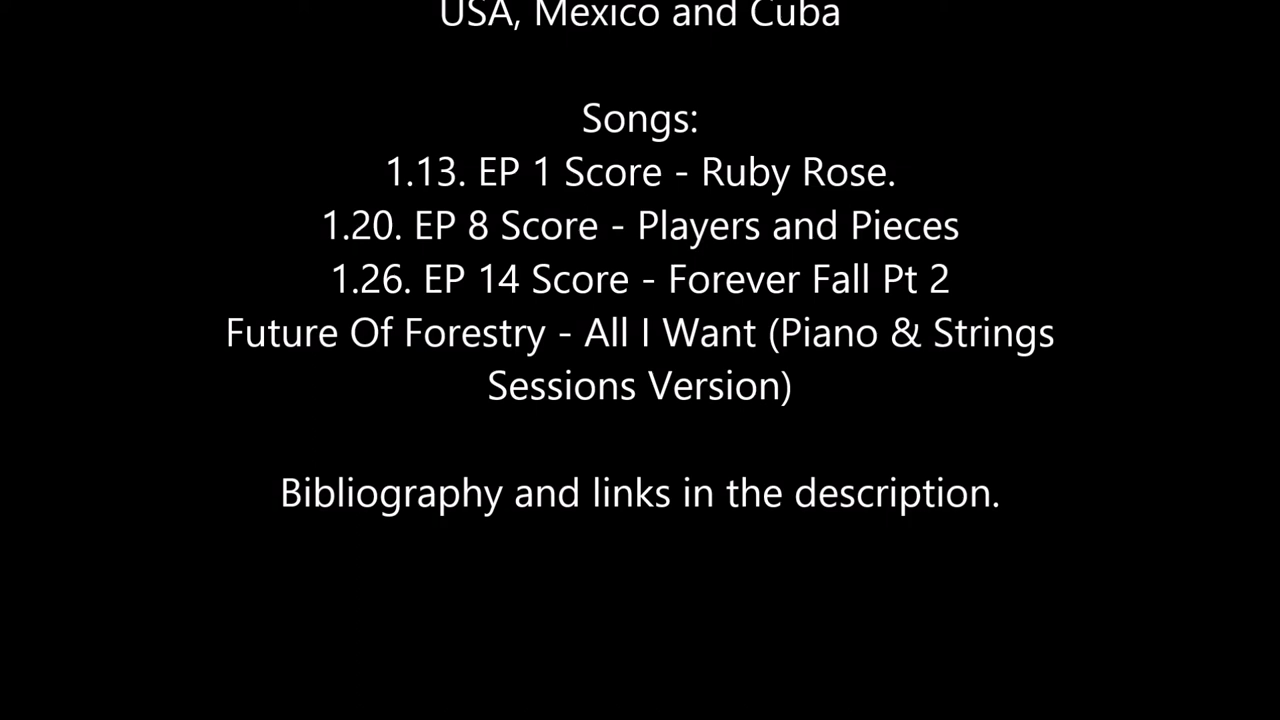 USA, Mexico and Cuba
Songs:
1.13. EP 1 Score - Ruby Rose.
1.20. EP 8 Score - Players and Pieces
1.26. EP 14 Score - Forever Fall Pt 2
Future Of Forestry - All I Want (Piano & Strings
Sessions Version)
Bibliography and links in the description.